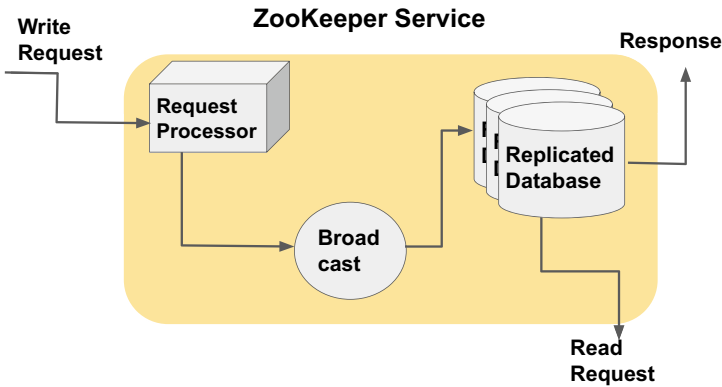 ZooKeeper Service
Write
Request
Response
Request
Processor
Replicated
Database
Broad
cast
Read
Request